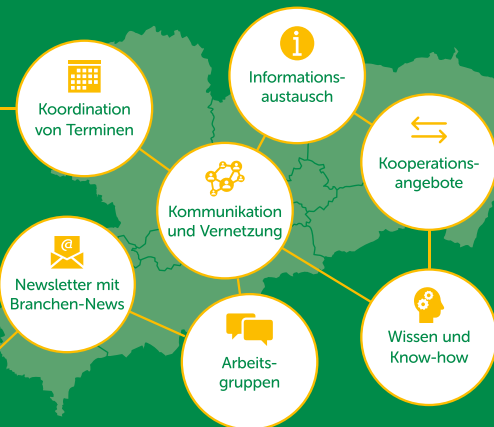 Informations-
austausch
Koordination
von Terminen
Kooperations-
angebote
Kommunikation
und Vernetzung
@
Newsletter mit
Branchen-News
Wissen und
Know-how
Arbeits-
gruppen